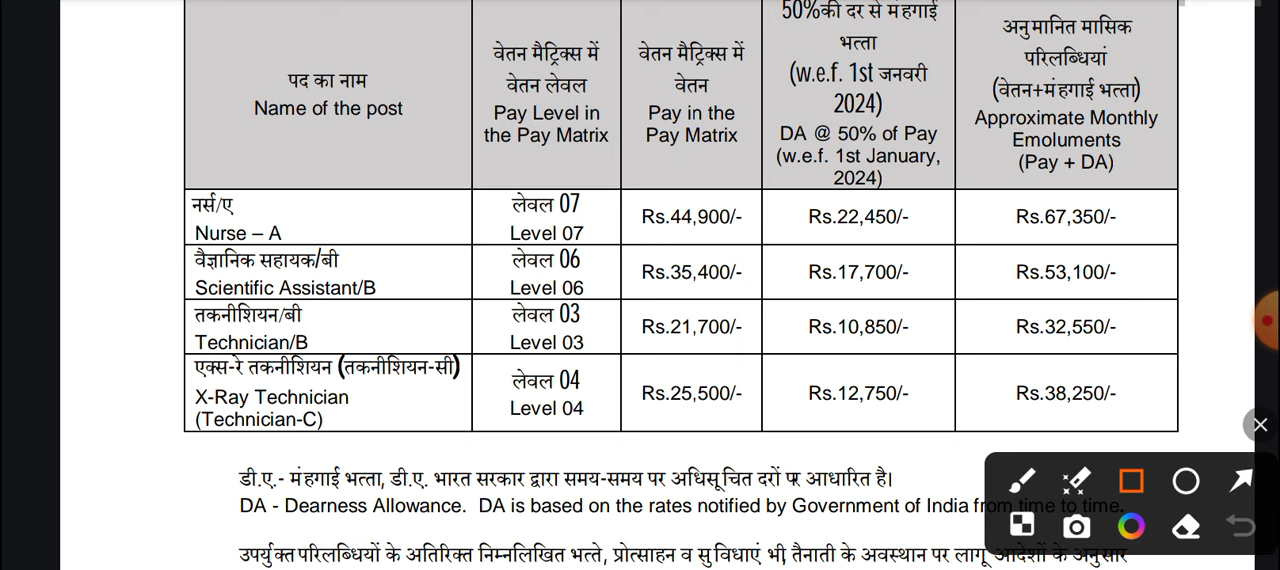 पद का नाम
Name of the post
वेतन मैट्रिक्स में
वेतन लेवल
Pay Level in
the Pay Matrix
वेतन मैट्रिक्स में
वेतन
Pay in the
Pay Matrix
50%की दर से मंहगाई
भत्ता
(w.e.f. 1st जनवरी
2024)
DA @ 50% of Pay
(w.e.f. 1st January,
2024)
अनुमानित मासिक
परिलब्धियां
(वेतन+मंहगाई भत्ता)
Approximate Monthly
Emoluments
(Pay + DA)
नर्स/ए
Nurse – A
लेवल 07
Level 07
Rs.44,900/-
Rs.22,450/-
Rs.67,350/-
वैज्ञानिक सहायक/बी
Scientific Assistant/B
लेवल 06
Level 06
Rs.35,400/-
Rs.17,700/-
Rs.53,100/-
तकनीशियन/बी
Technician/B
लेवल 03
Level 03
Rs.21,700/-
Rs.10,850/-
Rs.32,550/-
एक्स-रे तकनीशियन (तकनीशियन-सी)
X-Ray Technician
(Technician-C)
लेवल 04
Level 04
Rs.25,500/-
Rs.12,750/-
Rs.38,250/-
डी.ए.- मंहगाई भत्ता, डी.ए. भारत सरकार द्वारा समय-समय पर अधिसूचित दरों पर आधारित है।
DA - Dearness Allowance. DA is based on the rates notified by Government of India from time to time.
उपर्युक्त परिलब्धियों के अतिरिक्त निम्नलिखित भत्ते, प्रोत्साहन व सुविधाएं भी, तैनाती के अवस्थान पर लागू आदेशों के अनुसार